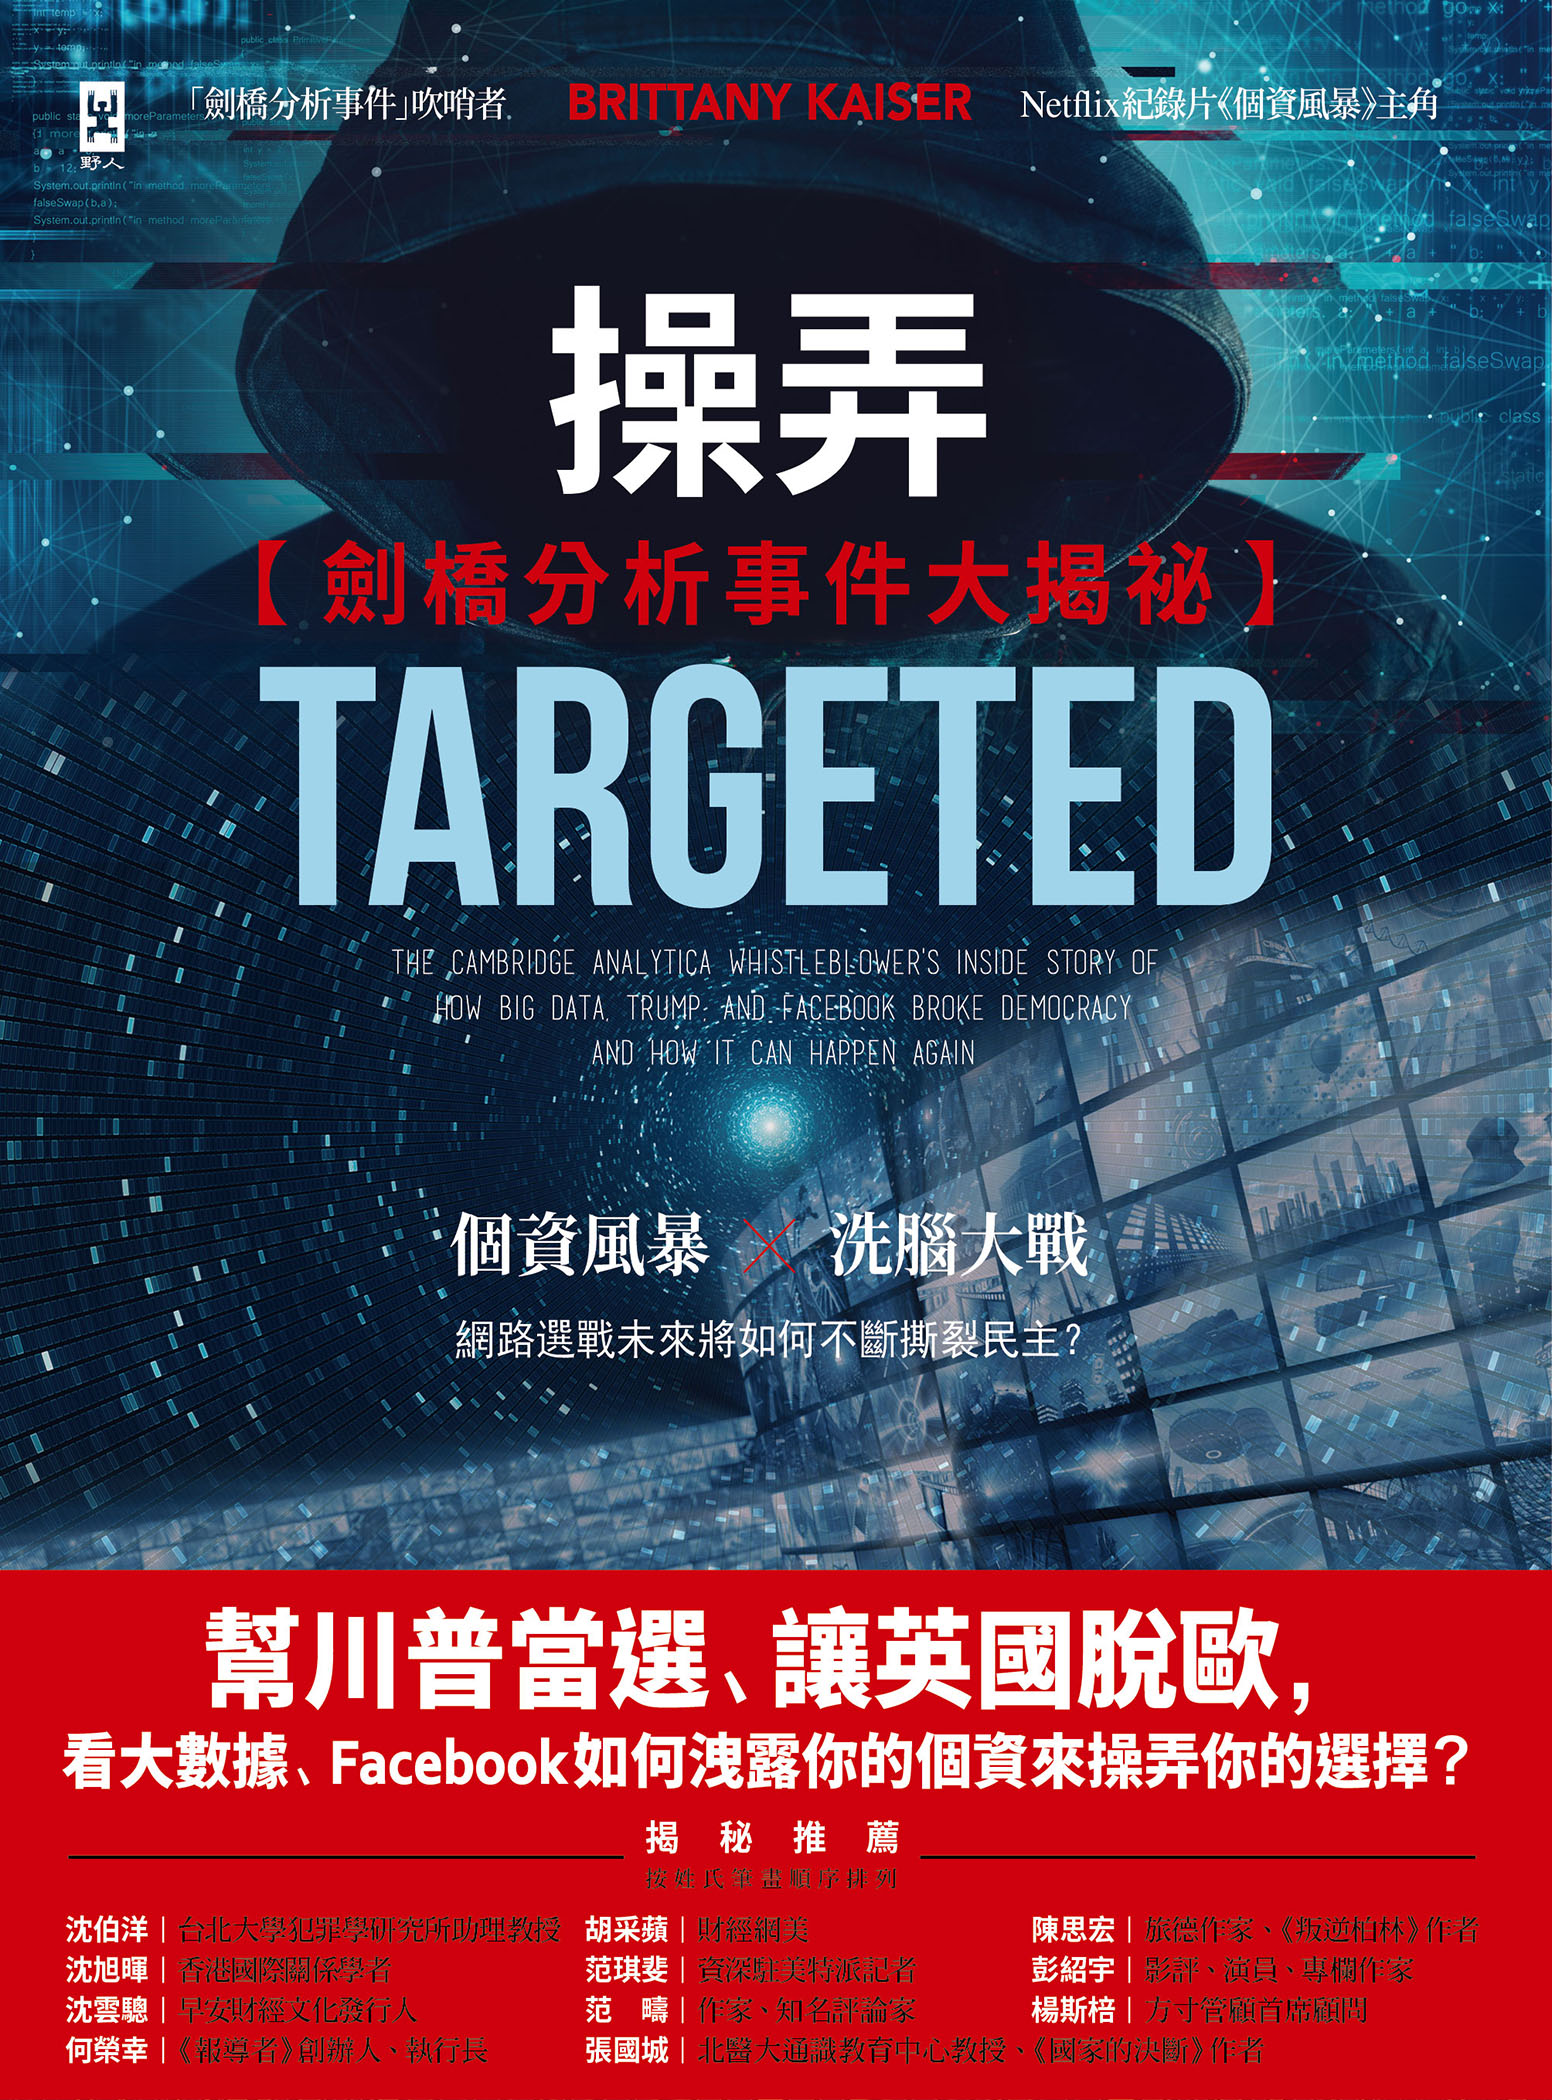 野人
「劍橋分析事件」吹哨者
BRITTANY KAISER
Netflix紀錄片《個資風暴》主角
操弄
【劍橋分析事件大揭祕】
TARGETED
THE CAMBRIDGE ANALYTICA WHISTLEBLOWER'S INSIDE STORY OF
HOW BIG DATA, TRUMP, AND FACEBOOK BROKE DEMOCRACY
AND HOW IT CAN HAPPEN AGAIN
個資風暴 × 洗腦大戰
網路選戰未來將如何不斷撕裂民主?
幫川普當選、讓英國脫歐,
看大數據、Facebook如何洩露你的個資來操弄你的選擇?
揭秘推薦
按姓氏筆畫順序排列
沈伯洋|台北大學犯罪學研究所助理教授
沈旭暉|香港國際關係學者
沈雲驄|早安財經文化發行人
何榮幸|《報導者》創辦人、執行長
胡采蘋|財經網美
范琪斐|資深駐美特派記者
范 疇|作家、知名評論家
張國城|北醫大通識教育中心教授、《國家的決斷》作者
陳思宏|旅德作家、《叛逆柏林》作者
彭紹宇|影評、演員、專欄作家
楊斯棓|方寸管顧首席顧問